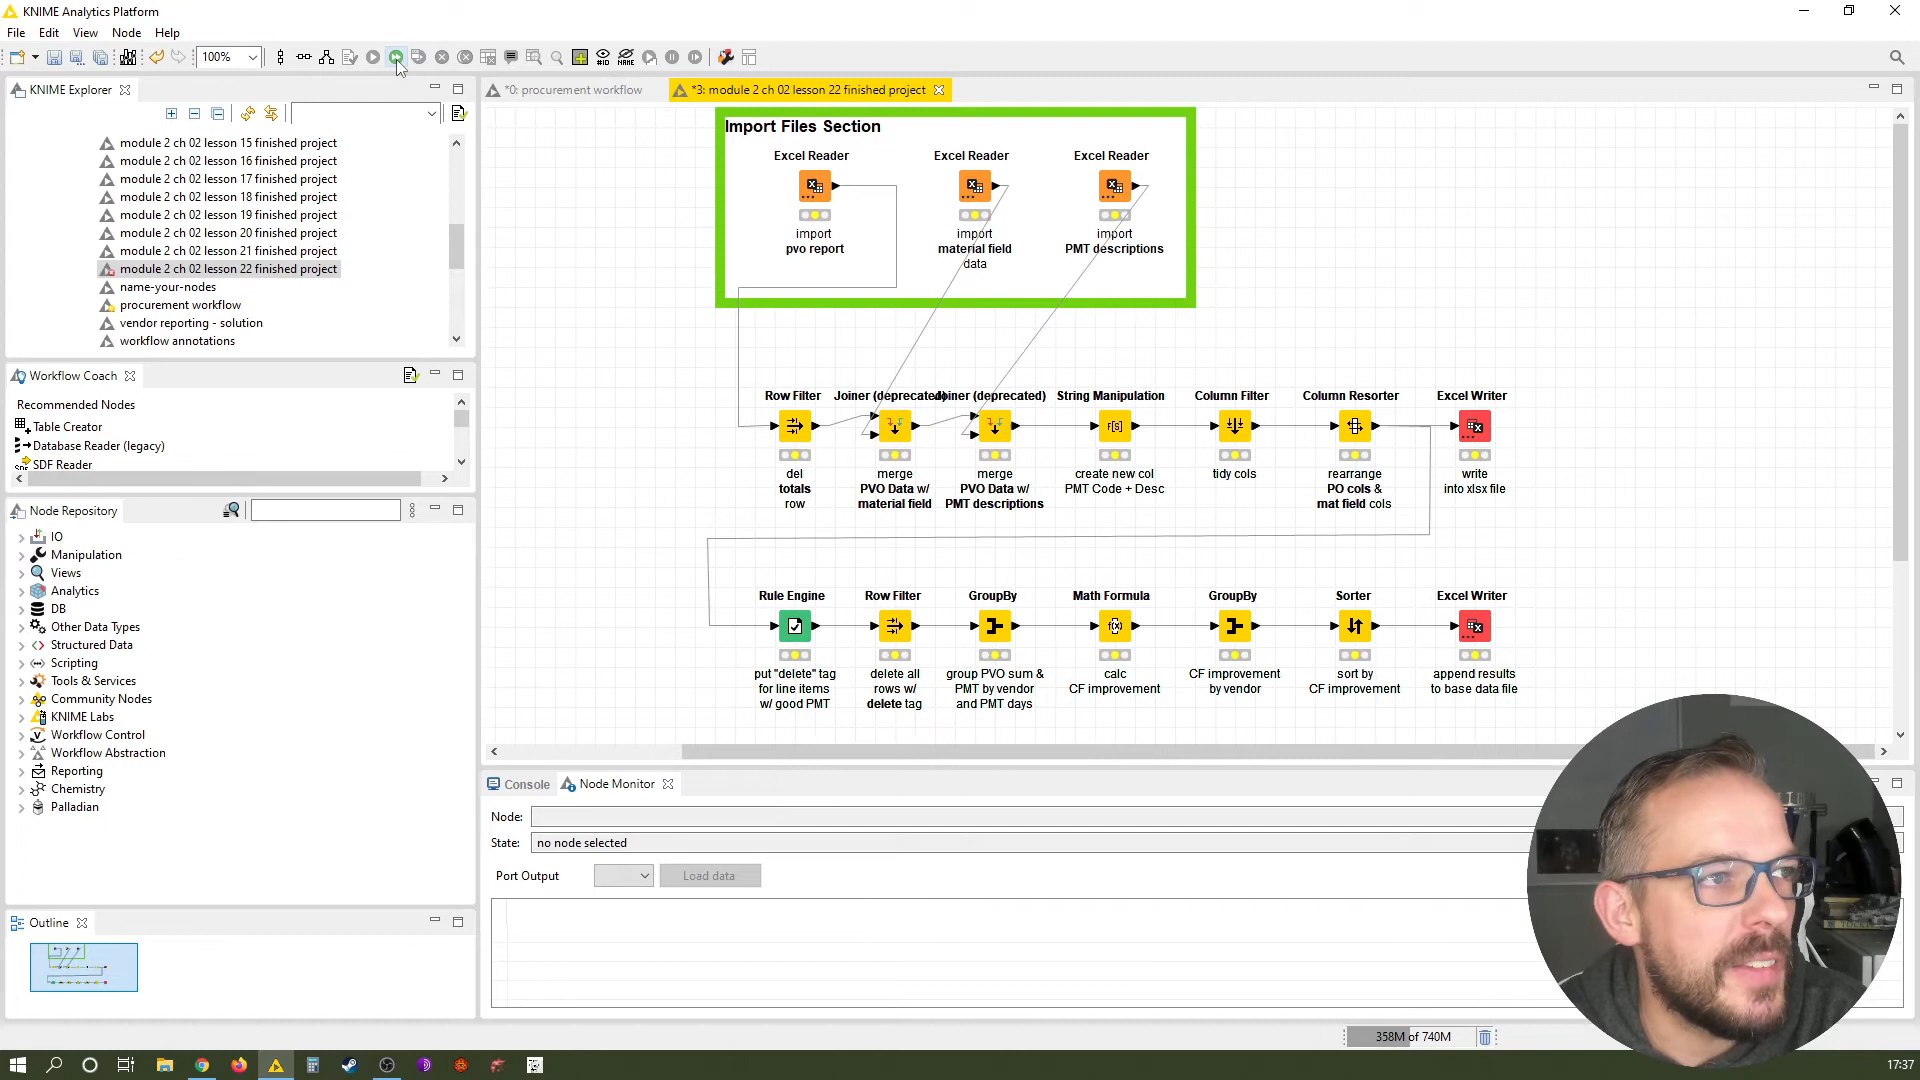 KNIME Analytics Platform
File Edit View Node Help
100%
KNIME Explorer
module 2 ch 02 lesson 15 finished project
module 2 ch 02 lesson 16 finished project
module 2 ch 02 lesson 17 finished project
module 2 ch 02 lesson 18 finished project
module 2 ch 02 lesson 19 finished project
module 2 ch 02 lesson 20 finished project
module 2 ch 02 lesson 21 finished project
module 2 ch 02 lesson 22 finished project
name-your-nodes
procurement workflow
vendor reporting - solution
workflow annotations
Workflow Coach
Recommended Nodes
Table Creator
Database Reader (legacy)
SDF Reader
Node Repository
IO
Manipulation
Views
Analytics
DB
Other Data Types
Structured Data
Scripting
Tools & Services
Community Nodes
KNIME Labs
Workflow Control
Workflow Abstraction
Reporting
Chemistry
Palladian
Outline
*0: procurement workflow
*3: module 2 ch 02 lesson 22 finished project
Import Files Section
Excel Reader Excel Reader Excel Reader
import
pvo report
import
material field
data
import
PMT descriptions
Row Filter Joiner (deprecated) Joiner (deprecated) String Manipulation Column Filter Column Resorter Excel Writer
del
totals
row
merge
PVO Data w/
material field
merge
PVO Data w/
PMT descriptions
create new col
PMT Code + Desc
tidy cols
rearrange
PO cols &
mat field cols
write
into xlsx file
Rule Engine Row Filter GroupBy Math Formula GroupBy Sorter Excel Writer
put "delete" tag
for line items
w/ good PMT
delete all
rows w/
delete tag
group PVO sum &
PMT by vendor
and PMT days
calc
CF improvement
CF improvement
by vendor
sort by
CF improvement
append results
to base data file
Console
Node Monitor
Node:
State: no node selected
Port Output
Load data
358M of 740M
17:37